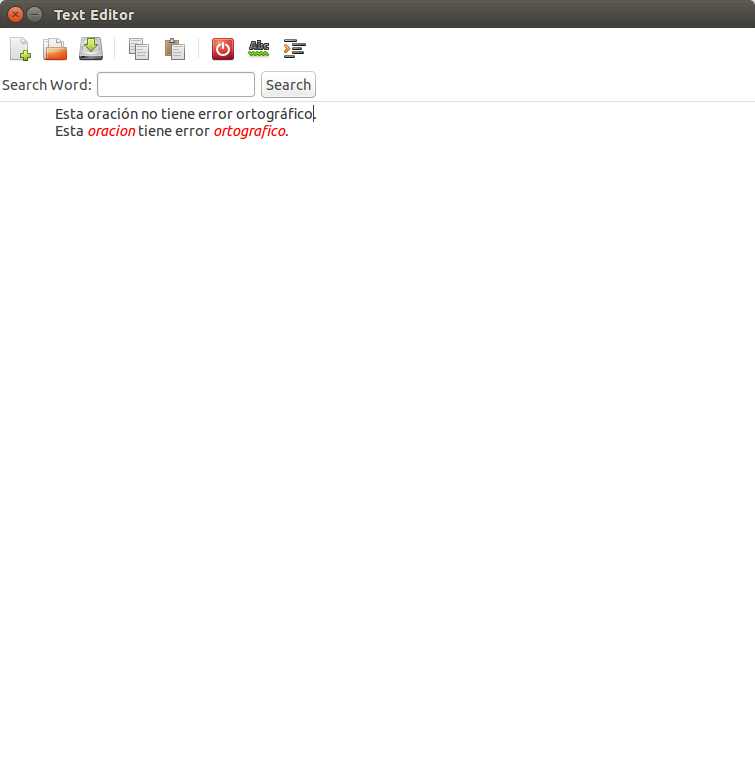 Text Editor
Abc
Search Word:
Search
Esta oración no tiene error ortográfico.
Esta oracion tiene error ortografico.